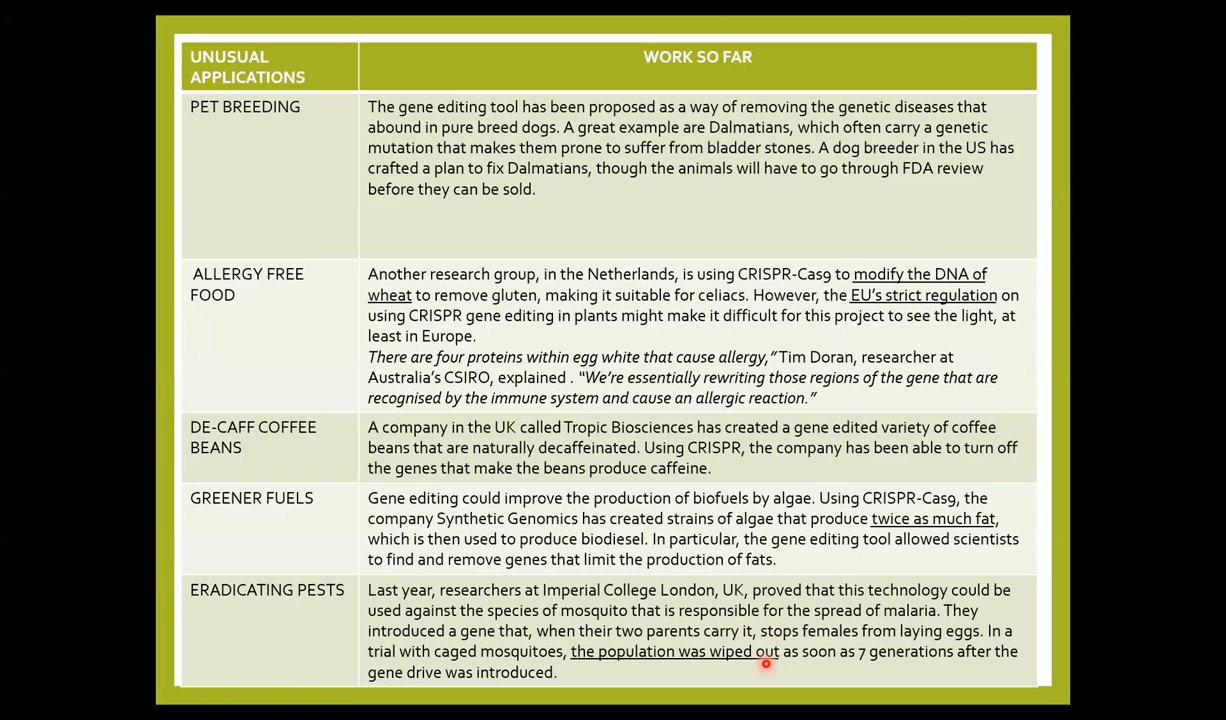 UNUSUAL
APPLICATIONS
WORK SO FAR
PET BREEDING
The gene editing tool has been proposed as a way of removing the genetic diseases that
abound in pure breed dogs. A great example are Dalmatians, which often carry a genetic
mutation that makes them prone to suffer from bladder stones. A dog breeder in the US has
crafted a plan to fix Dalmatians, though the animals will have to go through FDA review
before they can be sold.
ALLERGY FREE
FOOD
Another research group, in the Netherlands, is using CRISPR-Cas9 to modify the DNA of
wheat to remove gluten, making it suitable for celiacs. However, the EU’s strict regulation on
using CRISPR gene editing in plants might make it difficult for this project to see the light, at
least in Europe.
There are four proteins within egg white that cause allergy,” Tim Doran, researcher at
Australia’s CSIRO, explained . “We’re essentially rewriting those regions of the gene that are
recognised by the immune system and cause an allergic reaction.”
DE-CAFF COFFEE
BEANS
A company in the UK called Tropic Biosciences has created a gene edited variety of coffee
beans that are naturally decaffeinated. Using CRISPR, the company has been able to turn off
the genes that make the beans produce caffeine.
GREENER FUELS
Gene editing could improve the production of biofuels by algae. Using CRISPR-Cas9, the
company Synthetic Genomics has created strains of algae that produce twice as much fat,
which is then used to produce biodiesel. In particular, the gene editing tool allowed scientists
to find and remove genes that limit the production of fats.
ERADICATING PESTS
Last year, researchers at Imperial College London, UK, proved that this technology could be
used against the species of mosquito that is responsible for the spread of malaria. They
introduced a gene that, when their two parents carry it, stops females from laying eggs. In a
trial with caged mosquitoes, the population was wiped out as soon as 7 generations after the
gene drive was introduced.